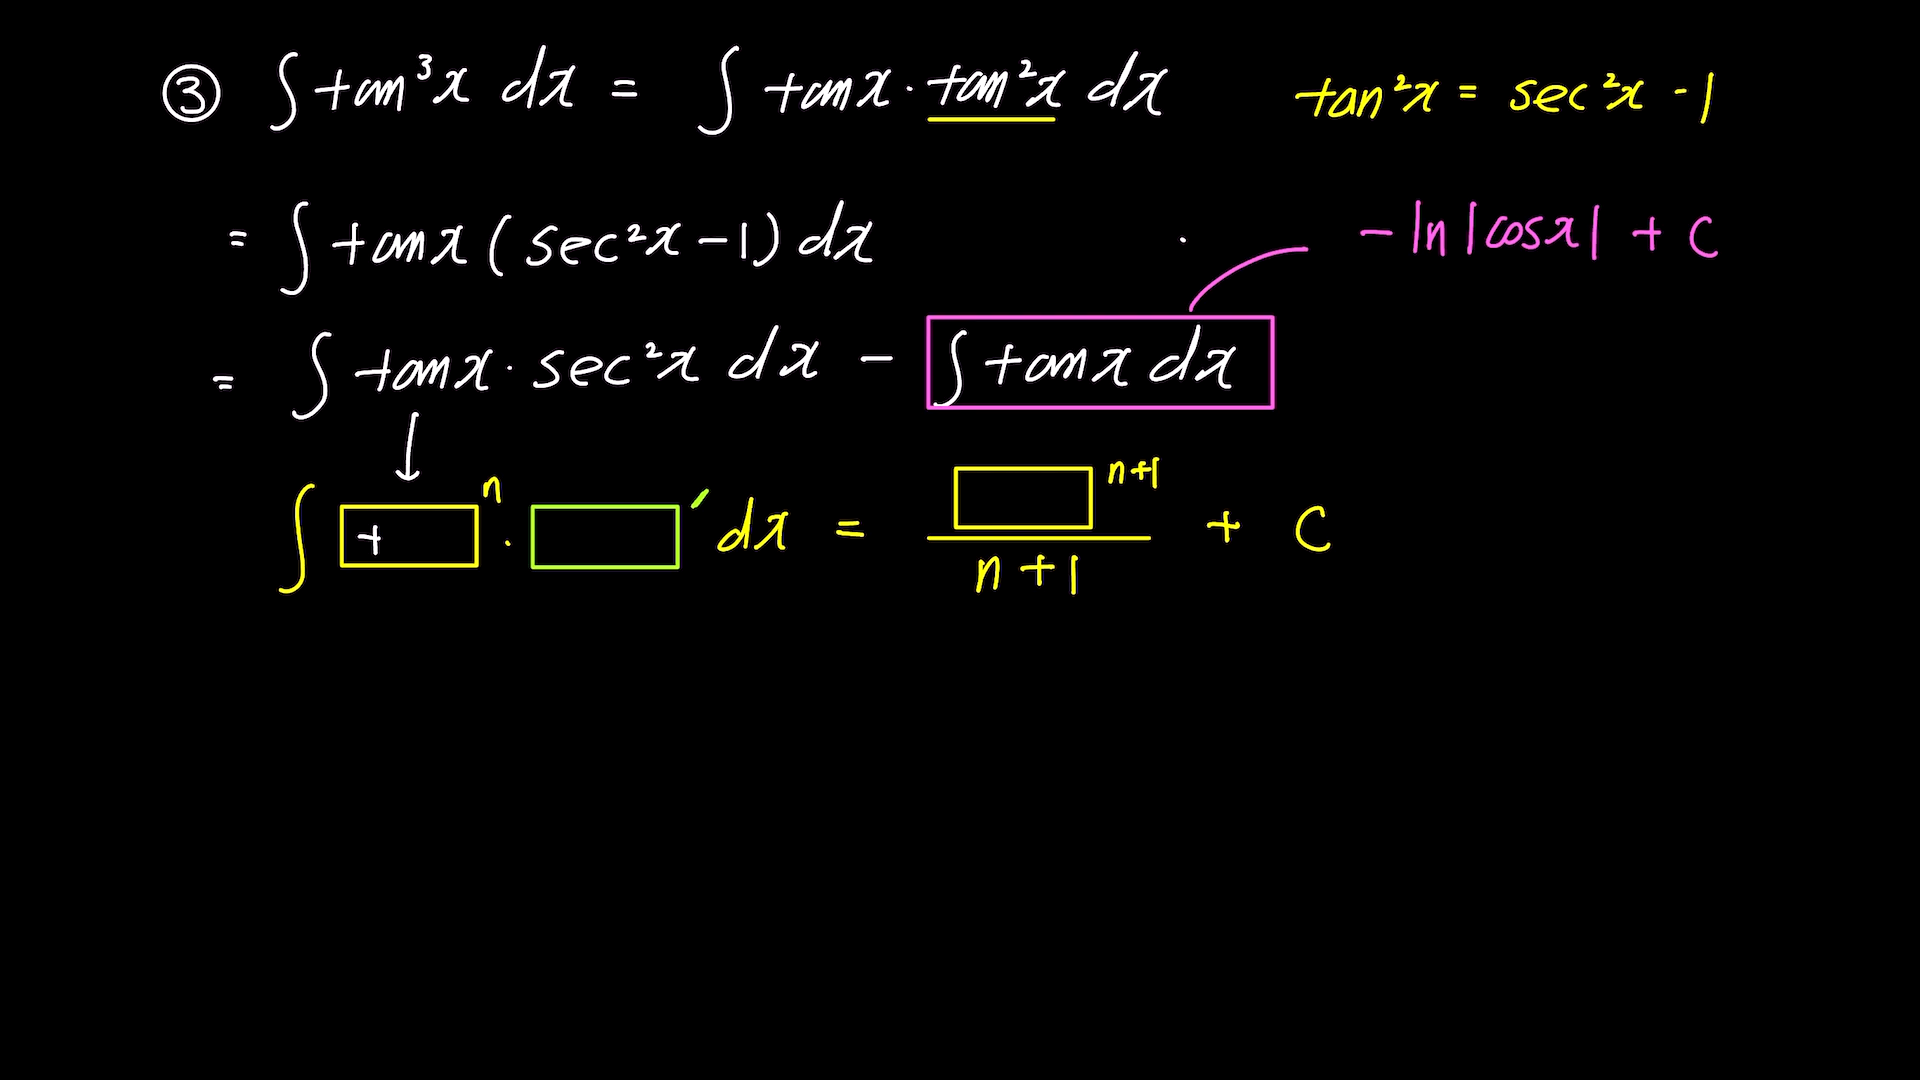 ③ ∫ tan³x dx = ∫ tanx · tan²x dx    tan²x = sec²x - 1
= ∫ tanx ( sec²x - 1 ) dx    - ln |cosx| + C
= ∫ tanx · sec²x dx - ∫ tanx dx
∫ □ⁿ · □′ dx = □ⁿ⁺¹ / n+1 + C